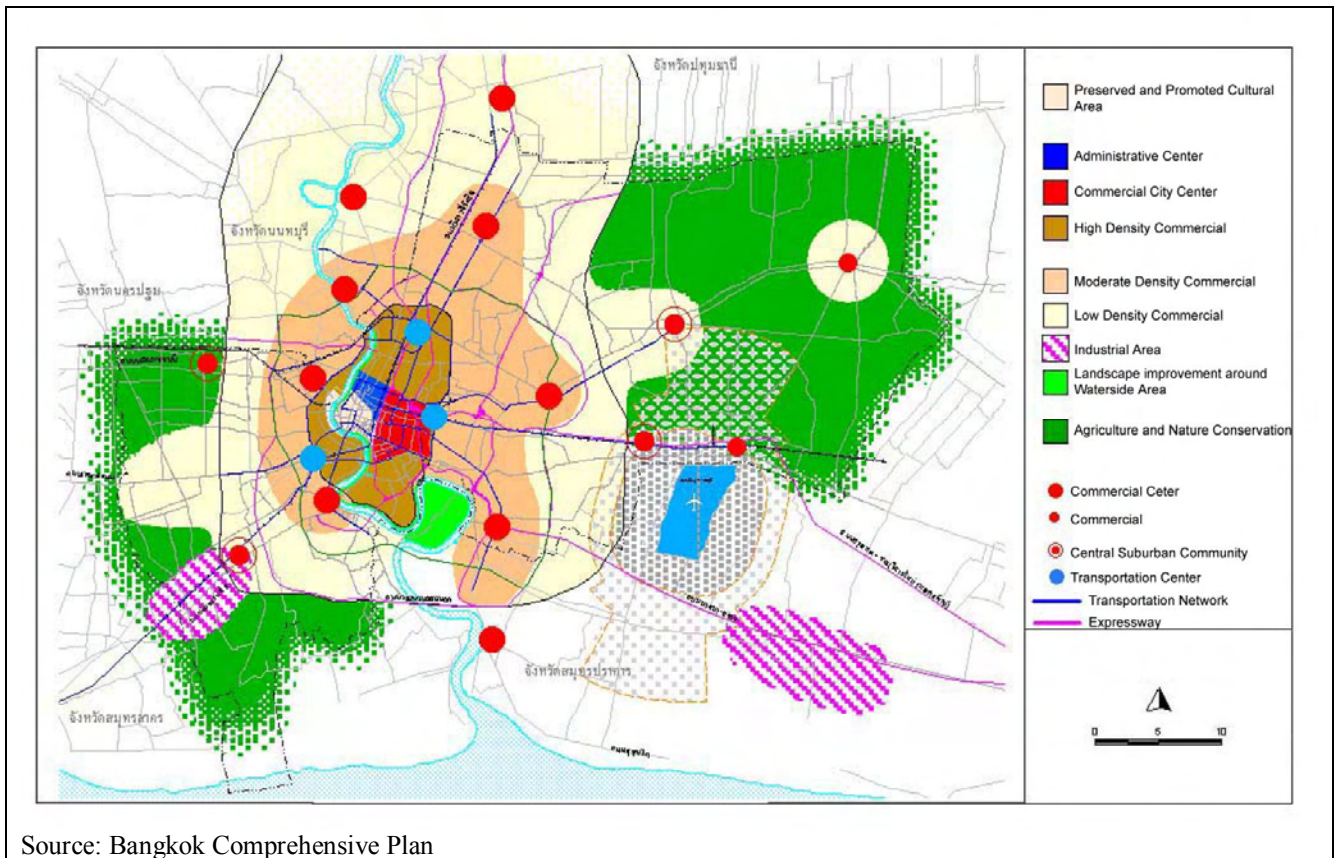 จังหวัดปทุมธานี
จังหวัดนนทบุรี
จังหวัดนครปฐม
จังหวัดสมุทรปราการ
จังหวัดสมุทรสาคร
Preserved and Promoted Cultural
Area
Administrative Center
Commercial City Center
High Density Commercial
Moderate Density Commercial
Low Density Commercial
Industrial Area
Landscape improvement around
Waterside Area
Agriculture and Nature Conservation
Commercial Ceter
Commercial
Central Suburban Community
Transportation Center
Transportation Network
Expressway
0 5 10
Source: Bangkok Comprehensive Plan